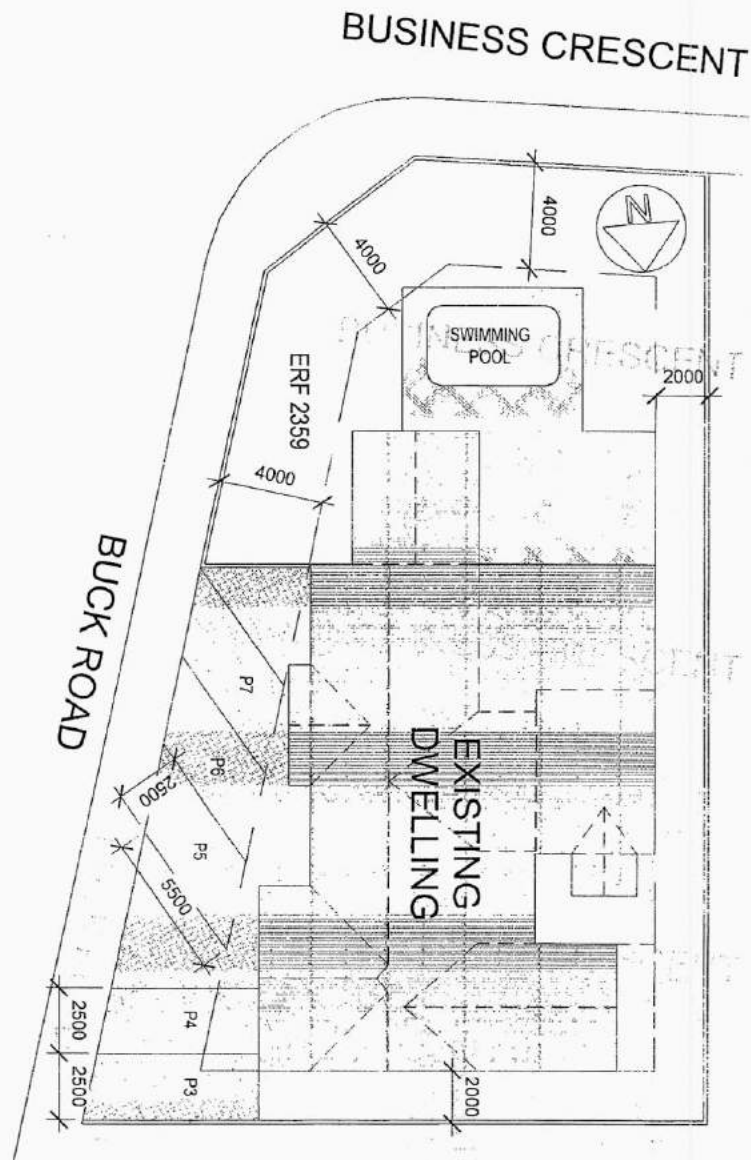 BUSINESS CRESCENT
N
4000
4000
SWIMMING
POOL
2000
ERF 2359
4000
BUCK ROAD
P7
P6
2500
P5
5500
EXISTING
DWELLING
P4
2500
P3
2500
2000